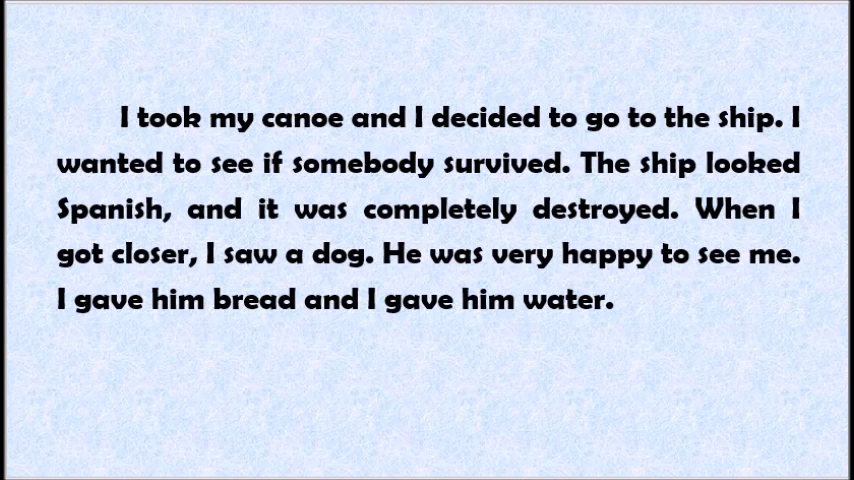 I took my canoe and I decided to go to the ship. I
wanted to see if somebody survived. The ship looked
Spanish, and it was completely destroyed. When I
got closer, I saw a dog. He was very happy to see me.
I gave him bread and I gave him water.